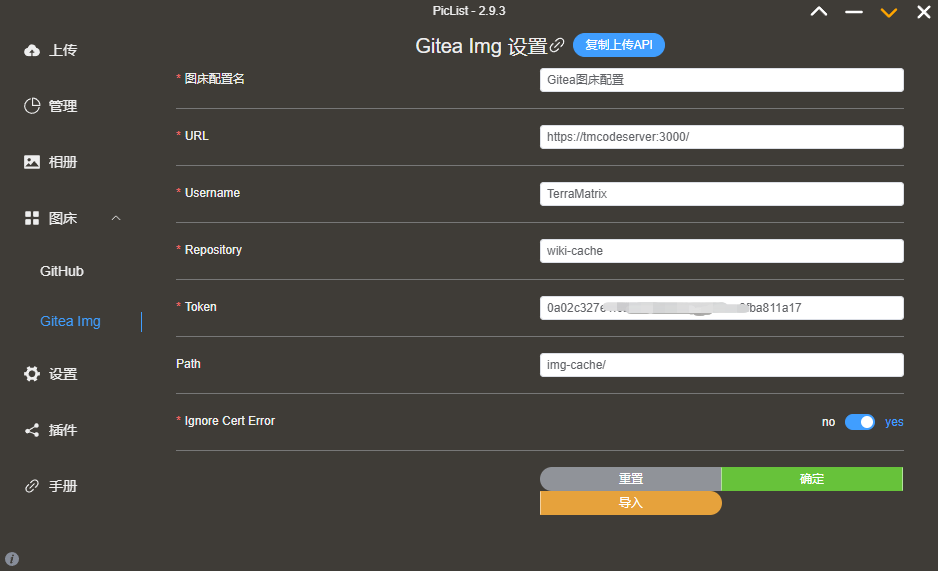 PicList - 2.9.3
上传
管理
相册
图床
GitHub
Gitea Img
设置
插件
手册
Gitea Img 设置
复制上传API
* 图床配置名
Gitea图床配置
* URL
https://tmcodeserver:3000/
* Username
TerraMatrix
* Repository
wiki-cache
* Token
Path
img-cache/
* Ignore Cert Error
no yes
重置
确定
导入